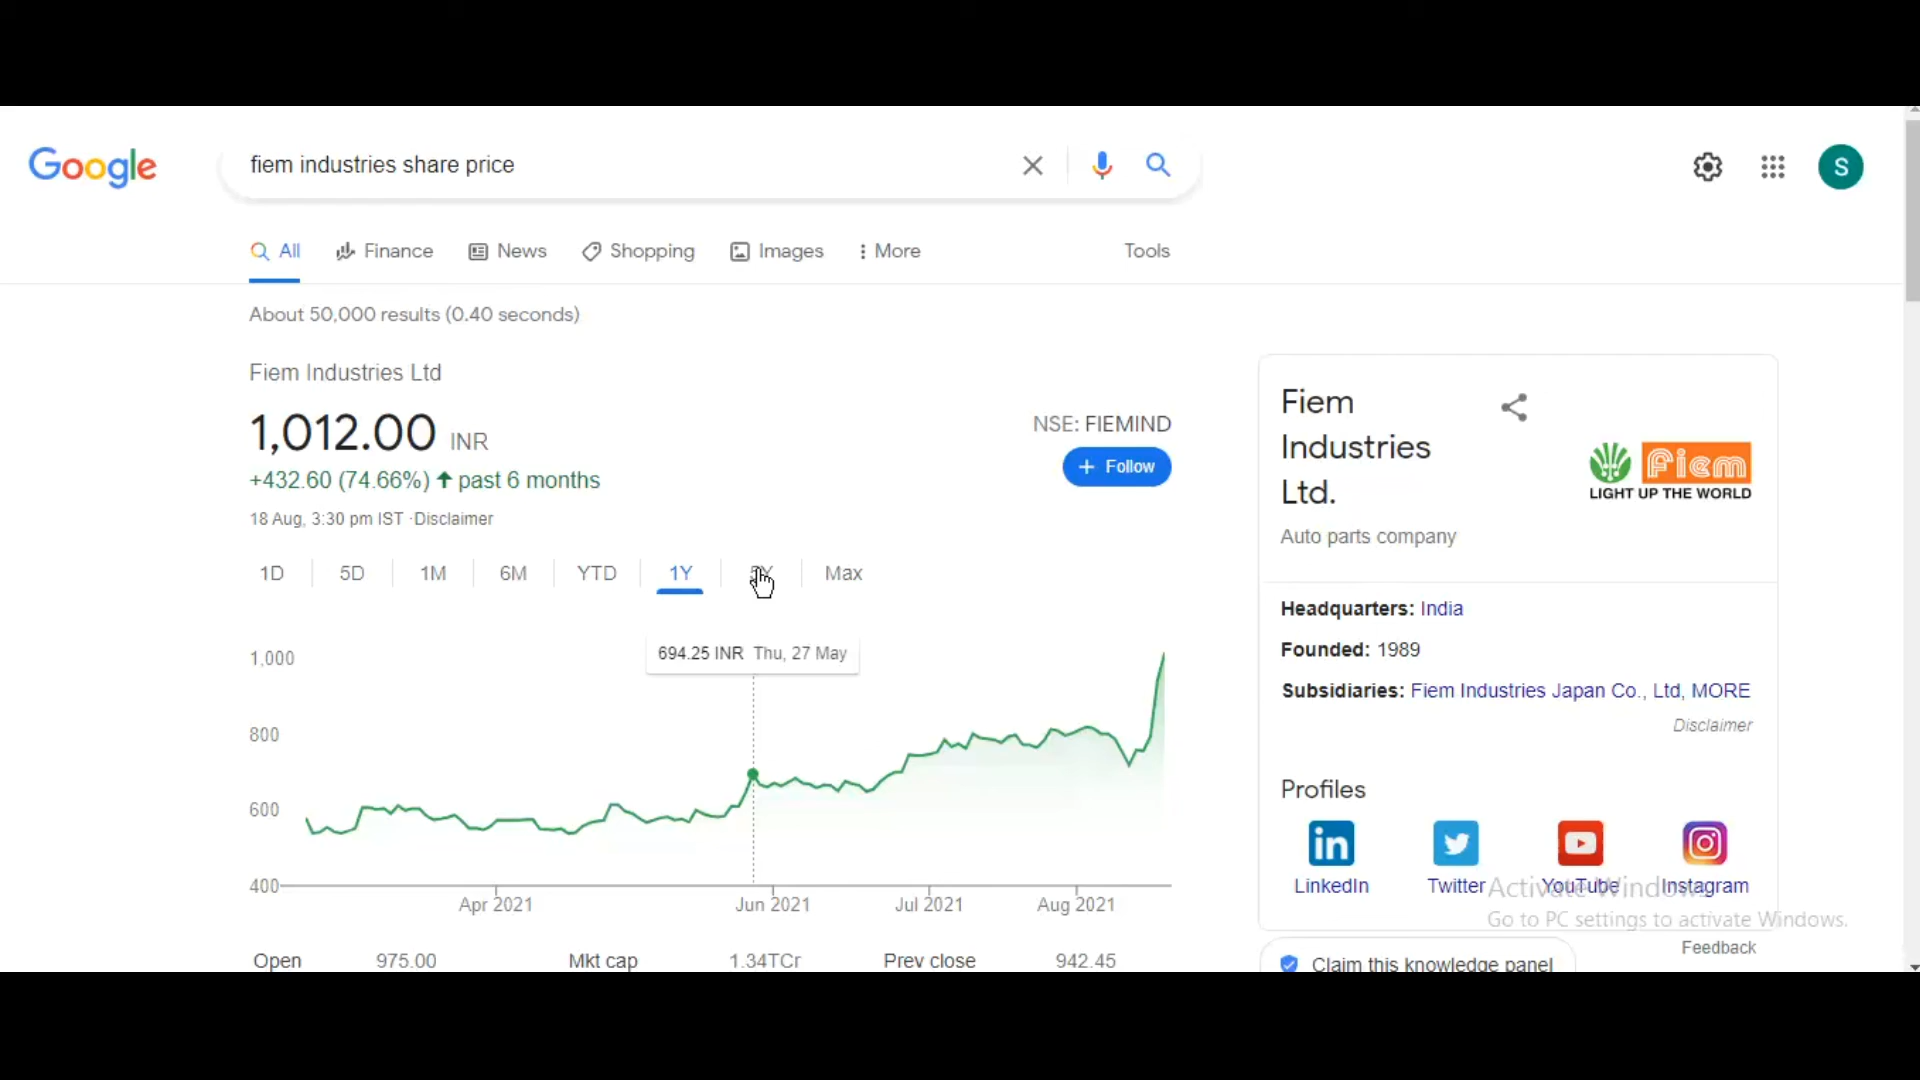 Google
fiem industries share price
S
All Finance News Shopping Images More Tools
About 50,000 results (0.40 seconds)
Fiem Industries Ltd
1,012.00 INR
+432.60 (74.66%) ↑ past 6 months
18 Aug, 3:30 pm IST ·Disclaimer
NSE: FIEMIND
+ Follow
1D 5D 1M 6M YTD 1Y Max
694.25 INR Thu, 27 May
1,000
800
600
400
Apr 2021 Jun 2021 Jul 2021 Aug 2021
Open 975.00 Mkt cap 1.34TCr Prev close 942.45
Fiem
Industries
Ltd.
Fiem
LIGHT UP THE WORLD
Auto parts company
Headquarters: India
Founded: 1989
Subsidiaries: Fiem Industries Japan Co., Ltd, MORE
Disclaimer
Profiles
in
LinkedIn Twitter YouTube Instagram
Activate Windows
Go to PC settings to activate Windows.
Feedback
Claim this knowledge panel